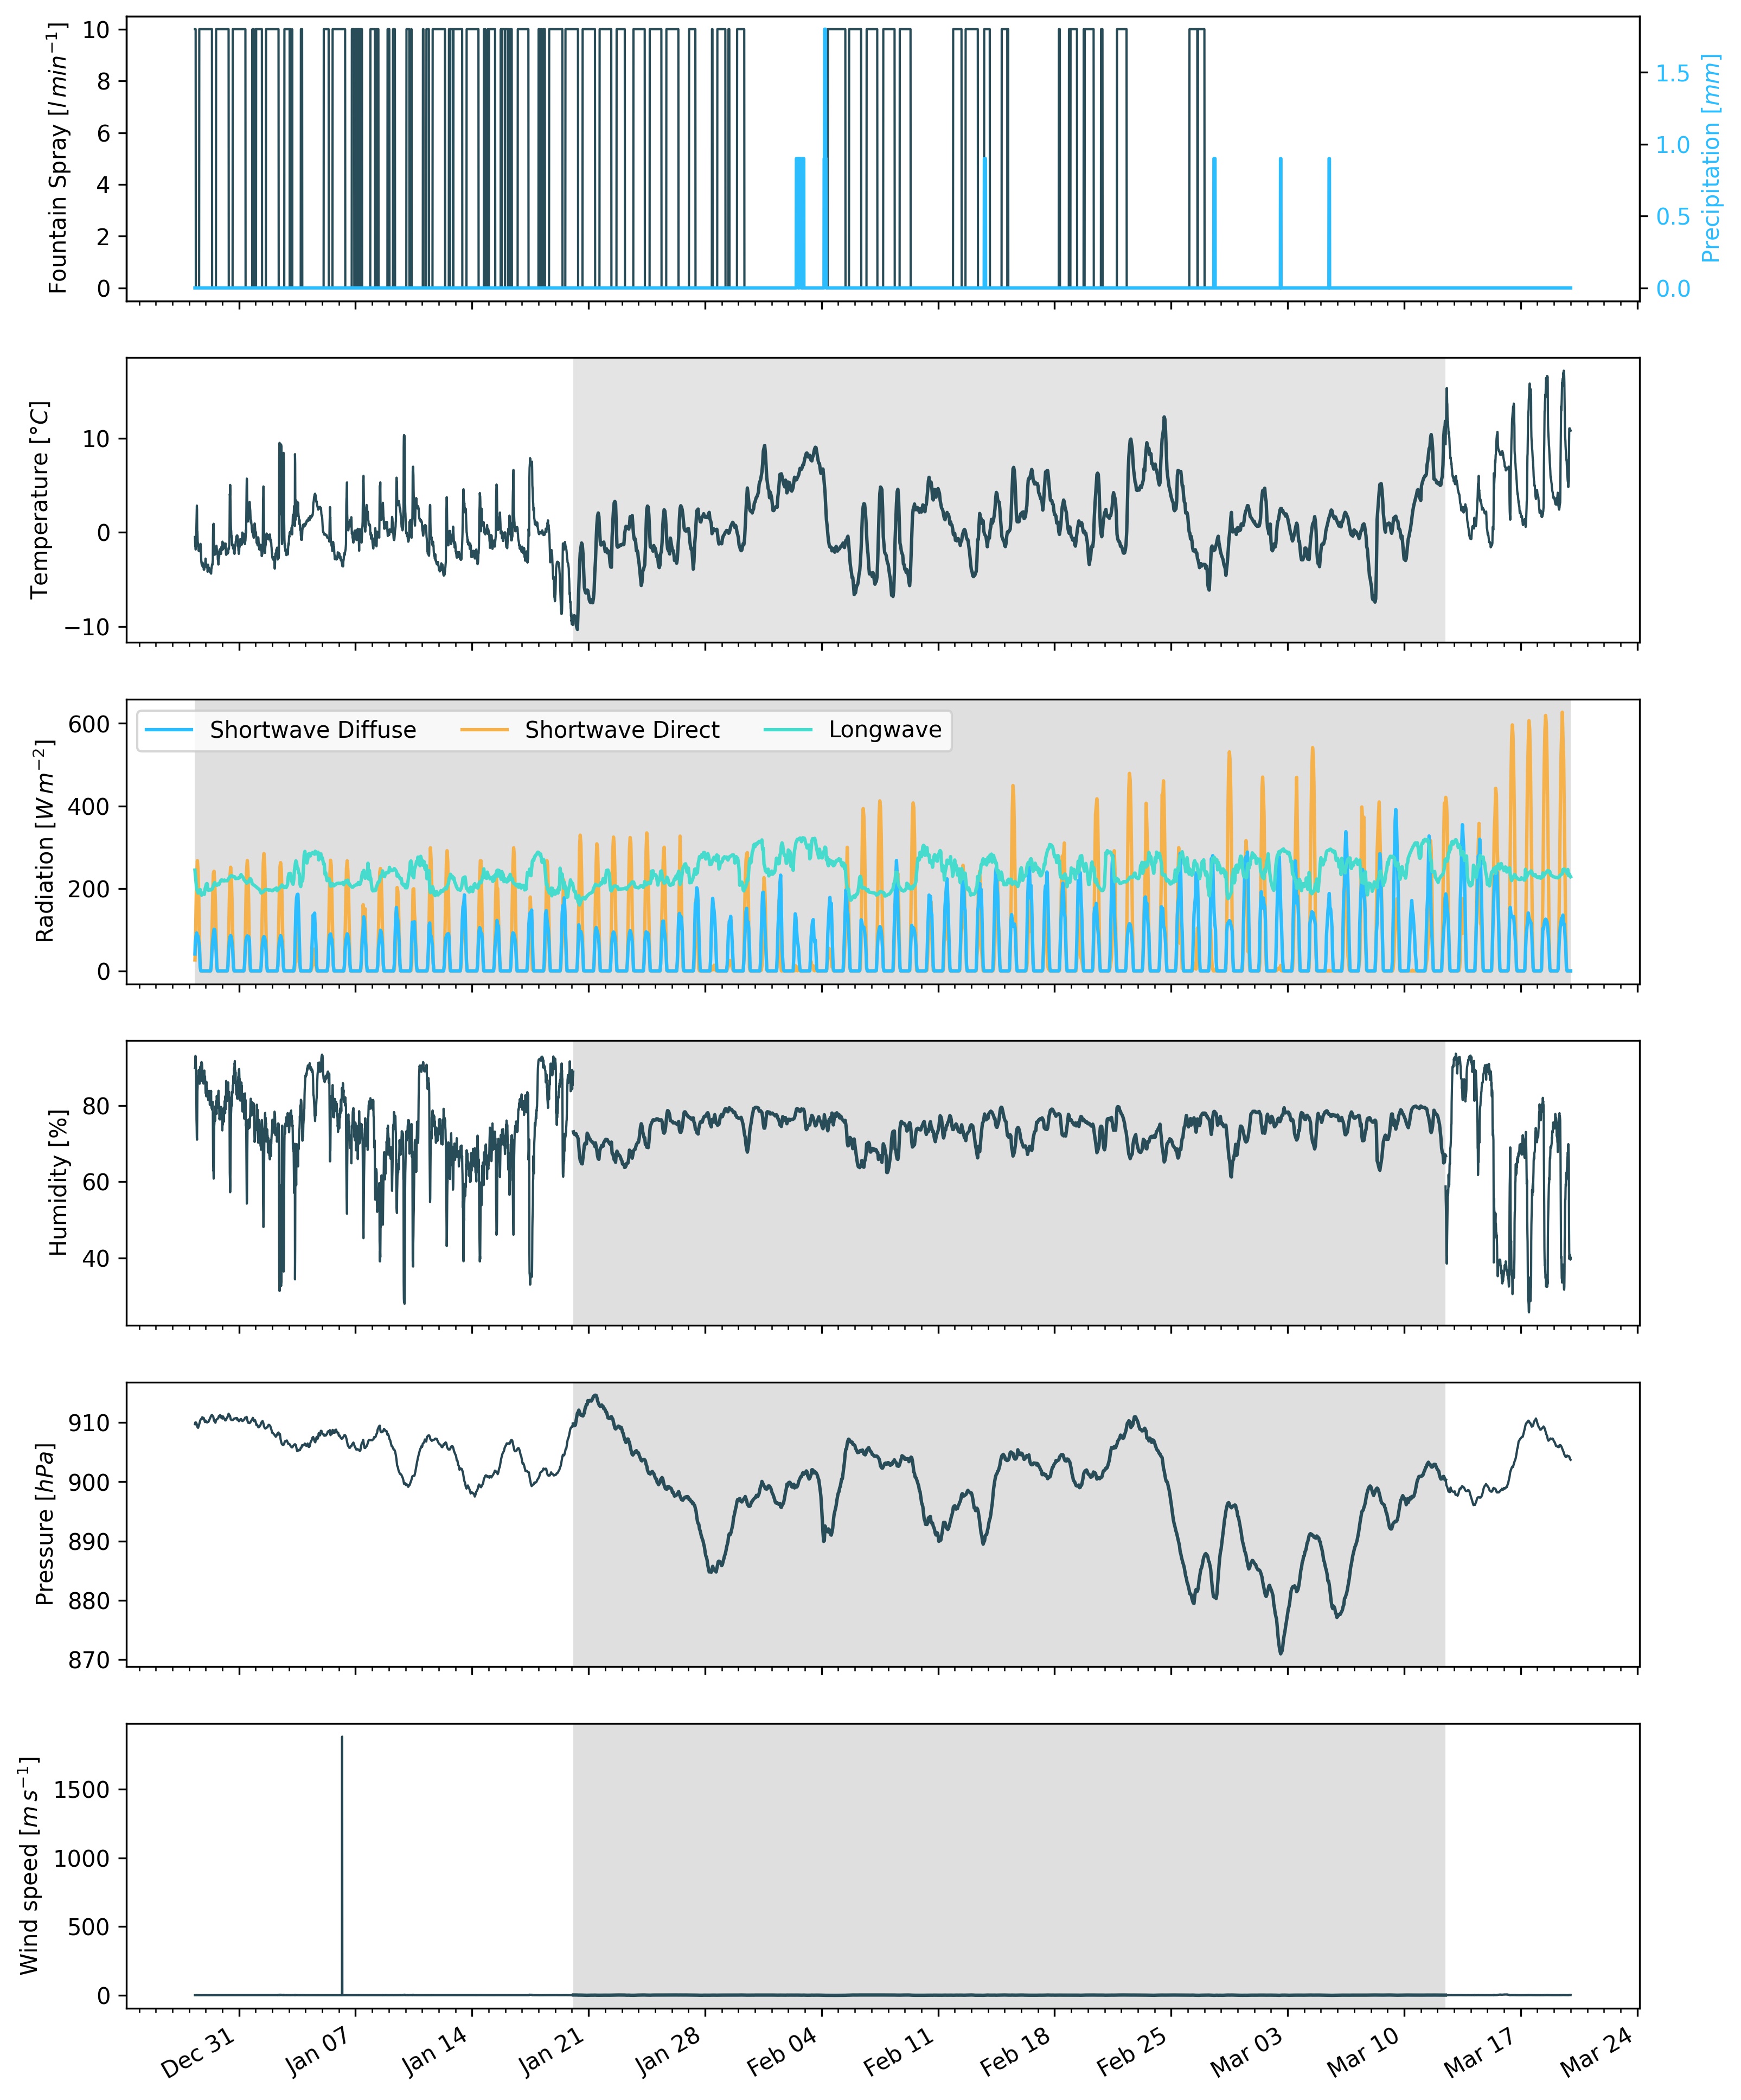 Fountain Spray [l min⁻¹]
10
8
6
4
2
0
Precipitation [mm]
1.5
1.0
0.5
0.0
Temperature [°C]
10
0
−10
Radiation [W m⁻²]
600
400
200
0
Shortwave Diffuse
Shortwave Direct
Longwave
Humidity [%]
80
60
40
Pressure [hPa]
910
900
890
880
870
Wind speed [m s⁻¹]
1500
1000
500
0
Dec 31
Jan 07
Jan 14
Jan 21
Jan 28
Feb 04
Feb 11
Feb 18
Feb 25
Mar 03
Mar 10
Mar 17
Mar 24